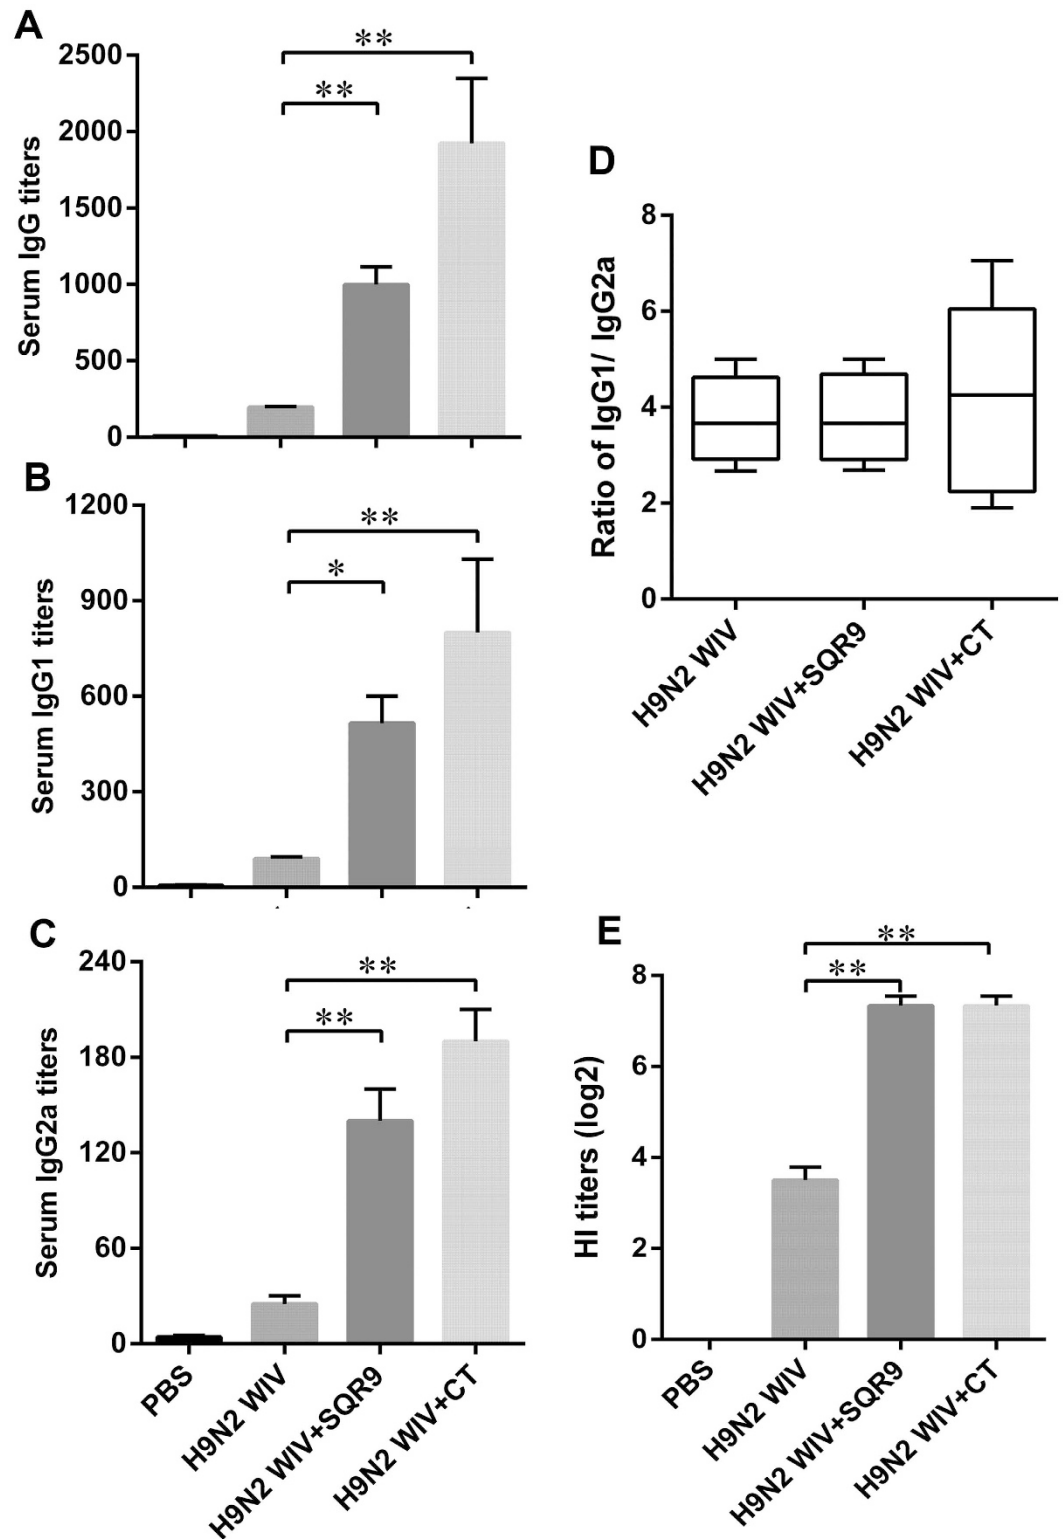 A
Serum IgG titers
2500
2000
1500
1000
500
0
**
**
B
Serum IgG1 titers
1200
900
600
300
0
**
*
C
Serum IgG2a titers
240
180
120
60
0
**
**
PBS
H9N2 WIV
H9N2 WIV+SQR9
H9N2 WIV+CT
D
Ratio of IgG1/ IgG2a
8
6
4
2
0
H9N2 WIV
H9N2 WIV+SQR9
H9N2 WIV+CT
E
HI titers (log2)
8
6
4
2
0
**
**
PBS
H9N2 WIV
H9N2 WIV+SQR9
H9N2 WIV+CT